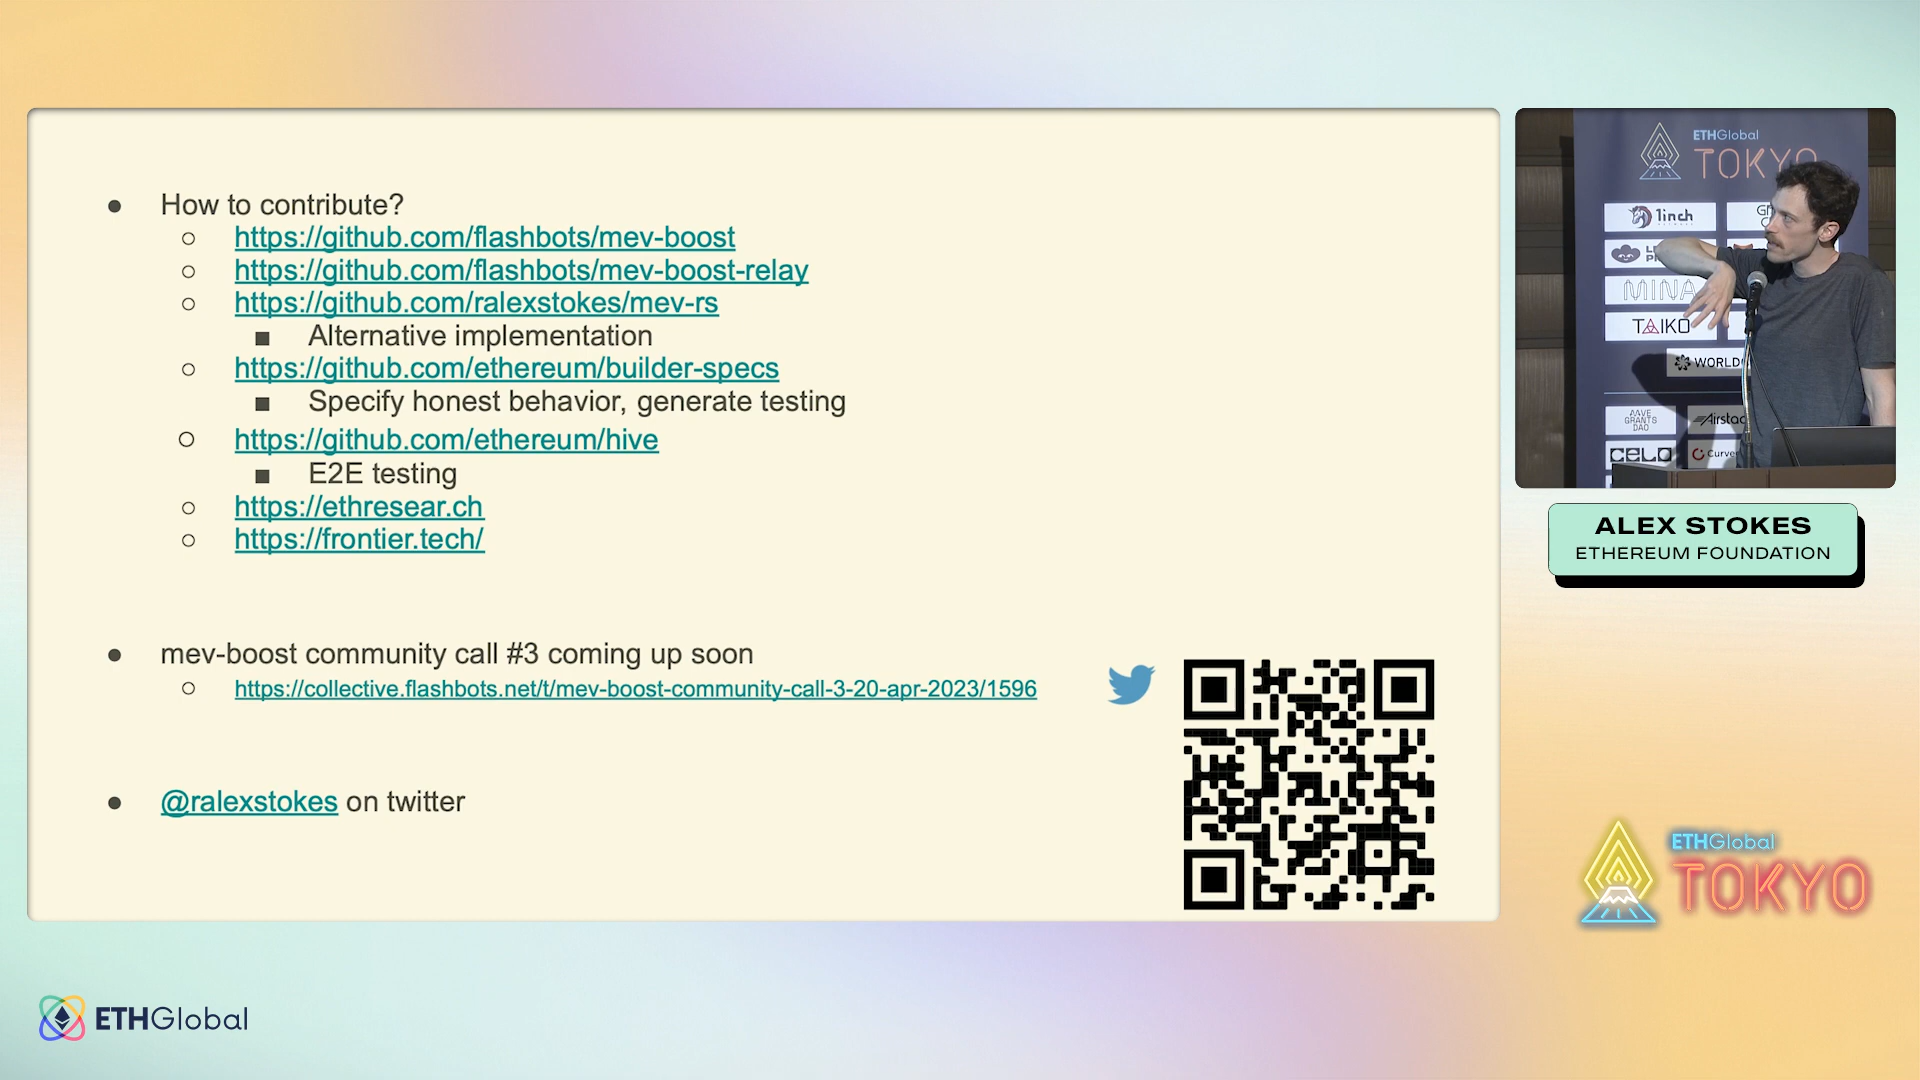 How to contribute?
https://github.com/flashbots/mev-boost
https://github.com/flashbots/mev-boost-relay
https://github.com/ralexstokes/mev-rs
Alternative implementation
https://github.com/ethereum/builder-specs
Specify honest behavior, generate testing
https://github.com/ethereum/hive
E2E testing
https://ethresear.ch
https://frontier.tech/
mev-boost community call #3 coming up soon
https://collective.flashbots.net/t/mev-boost-community-call-3-20-apr-2023/1596
@ralexstokes on twitter
ETHGlobal
TOKYO
1inch
NETWORK
MINA
TAIKO
WORLD
AAVE
GRANTS
DAO
Airstac
CELO
Curve
ALEX STOKES
ETHEREUM FOUNDATION
ETHGlobal
TOKYO
ETHGlobal